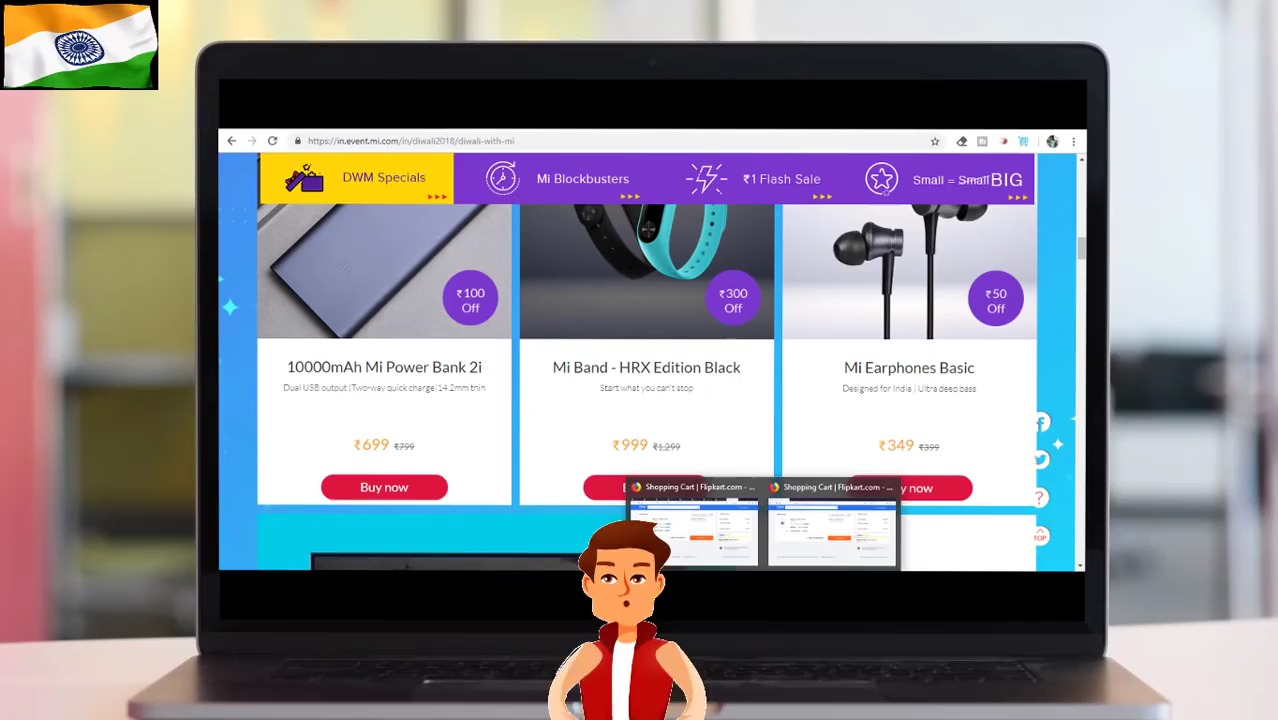 https://in.event.mi.com/in/diwali2018/diwali-with-mi
DWM Specials
Mi Blockbusters
₹1 Flash Sale
Small = Small BIG
₹100
Off
₹300
Off
₹50
Off
10000mAh Mi Power Bank 2i
Dual USB output |Two-way quick charge|14.2mm thin
₹699 ₹799
Buy now
Mi Band - HRX Edition Black
Start what you can't stop
₹999 ₹1,299
Mi Earphones Basic
Designed for India | Ultra deep bass
₹349 ₹399
y now
Shopping Cart | Flipkart.com - ...
Shopping Cart | Flipkart.com - ...
TOP